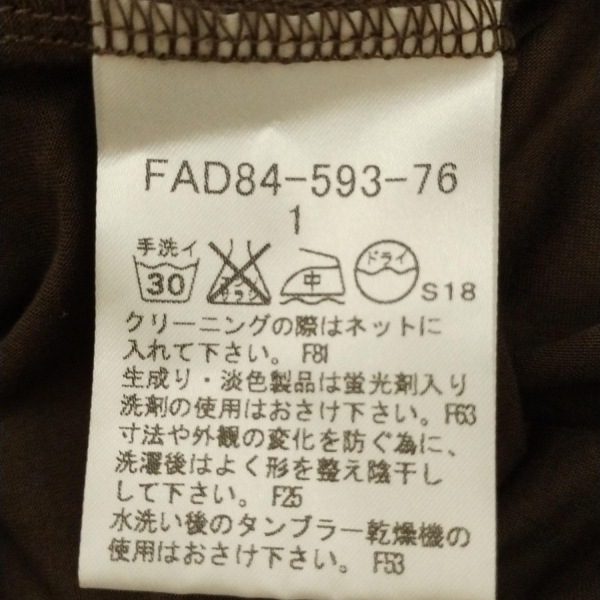 FAD84-593-76
1
手洗イ
30 エンソサラシ 中 ドライ S18
クリーニングの際はネットに
入れて下さい。 F81
生成り・淡色製品は蛍光剤入り
洗剤の使用はおさけ下さい。F63
寸法や外観の変化を防ぐ為に、
洗濯後はよく形を整え陰干し
して下さい。 F25
水洗い後のタンブラー乾燥機の
使用はおさけ下さい。 F53